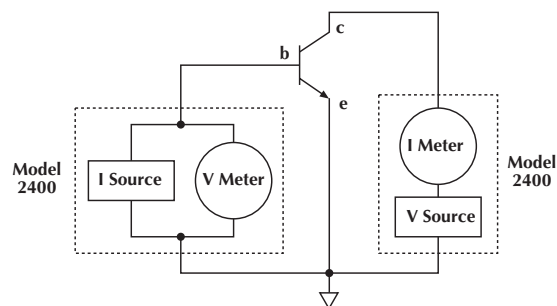 c
b
e
Model
2400
I Source
V Meter
I Meter
V Source
Model
2400